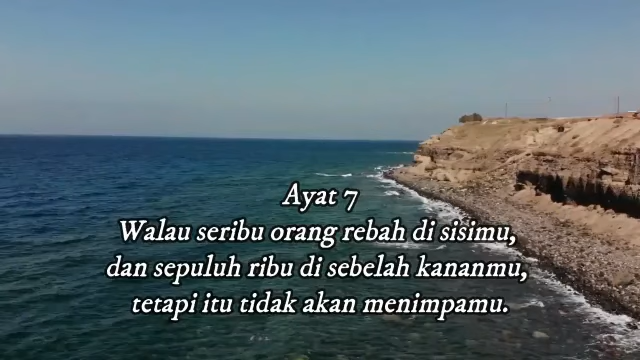 Ayat 7
Walau seribu orang rebah di sisimu,
dan sepuluh ribu di sebelah kananmu,
tetapi itu tidak akan menimpamu.